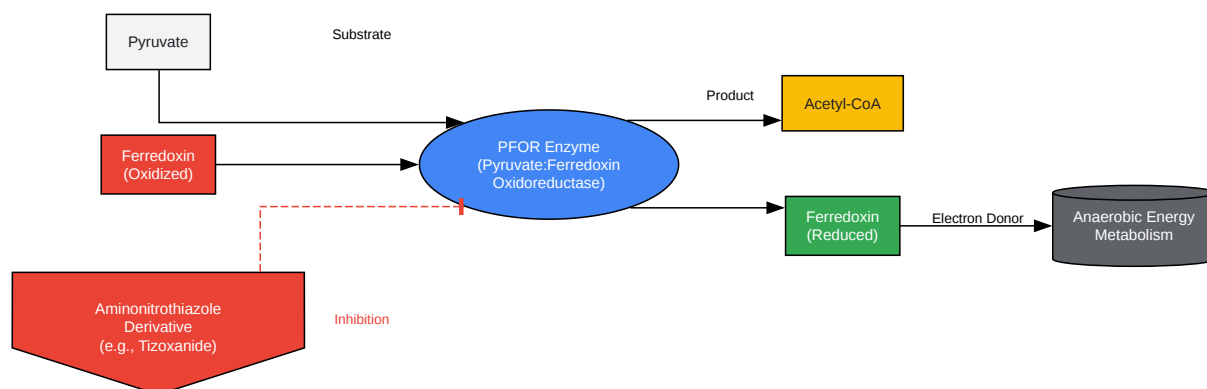 Pyruvate
Substrate
Product
Acetyl-CoA
Ferredoxin
(Oxidized)
PFOR Enzyme
(Pyruvate:Ferredoxin
Oxidoreductase)
Ferredoxin
(Reduced)
Electron Donor
Anaerobic Energy
Metabolism
Aminonitrothiazole
Derivative
(e.g., Tizoxanide)
Inhibition